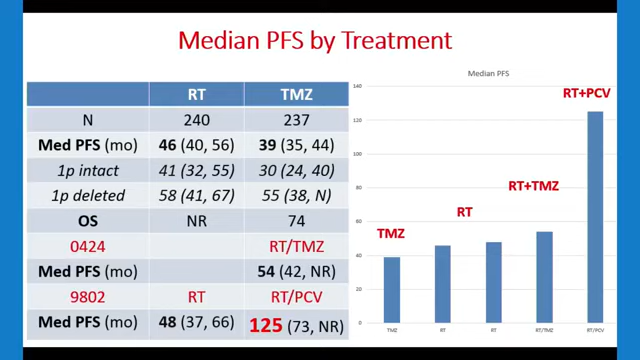 Median PFS by Treatment
RT TMZ
N 240 237
Med PFS (mo) 46 (40, 56) 39 (35, 44)
1p intact 41 (32, 55) 30 (24, 40)
1p deleted 58 (41, 67) 55 (38, N)
OS NR 74
0424 RT/TMZ
Med PFS (mo) 54 (42, NR)
9802 RT RT/PCV
Med PFS (mo) 48 (37, 66) 125 (73, NR)
Median PFS
140
120
100
80
60
40
20
0
TMZ
RT
RT+TMZ
RT+PCV
TMZ RT RT RT/TMZ RT/PCV